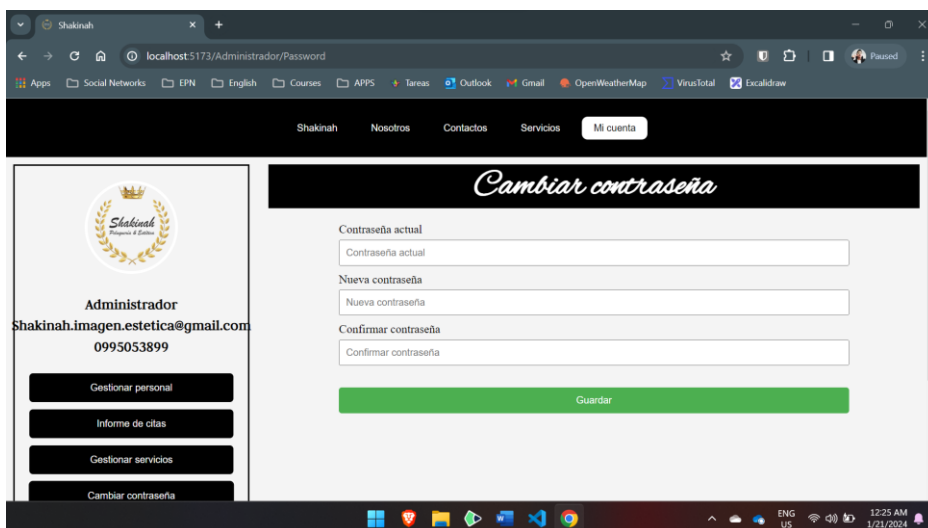 Shakinah
localhost:5173/Administrador/Password
Paused
Apps Social Networks EPN English Courses APPS Tareas Outlook Gmail OpenWeatherMap VirusTotal Excalidraw
Shakinah Nosotros Contactos Servicios Mi cuenta
Shakinah
Peluquería & Estética
Administrador
Shakinah.imagen.estetica@gmail.com
0995053899
Gestionar personal
Informe de citas
Gestionar servicios
Cambiar contraseña
Cambiar contraseña
Contraseña actual
Contraseña actual
Nueva contraseña
Nueva contraseña
Confirmar contraseña
Confirmar contraseña
Guardar
ENG
US
12:25 AM
1/21/2024